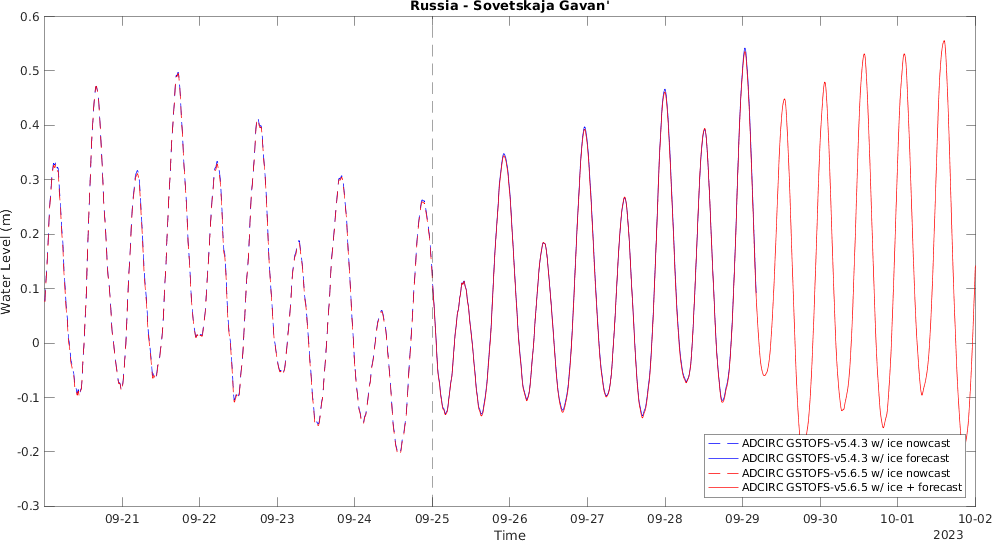 Russia - Sovetskaja Gavan'
0.6
0.5
0.4
0.3
0.2
0.1
0
-0.1
-0.2
-0.3
Water Level (m)
ADCIRC GSTOFS-v5.4.3 w/ ice nowcast
ADCIRC GSTOFS-v5.4.3 w/ ice forecast
ADCIRC GSTOFS-v5.6.5 w/ ice nowcast
ADCIRC GSTOFS-v5.6.5 w/ ice + forecast
09-21 09-22 09-23 09-24 09-25 09-26 09-27 09-28 09-29 09-30 10-01 10-02
Time
2023